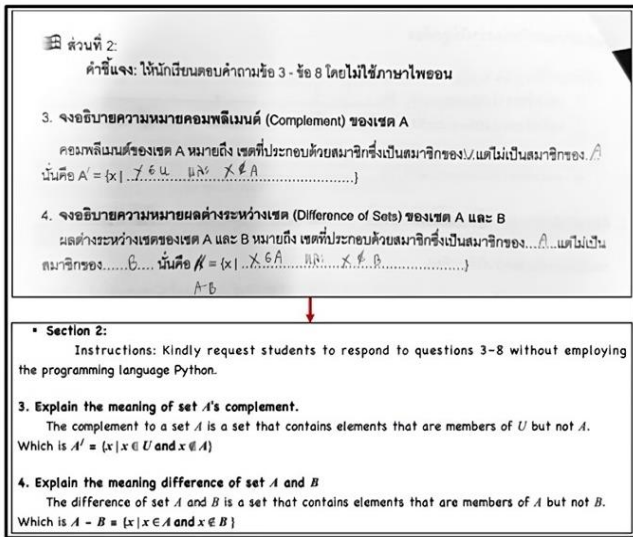 ส่วนที่ 2:
คำชี้แจง: ให้นักเรียนตอบคำถามข้อ 3 - ข้อ 8 โดยไม่ใช้ภาษาไพธอน
3. จงอธิบายความหมายคอมพลีเมนต์ (Complement) ของเซต A
คอมพลีเมนต์ของเซต A หมายถึง เซตที่ประกอบด้วยสมาชิกซึ่งเป็นสมาชิกของ.U.แต่ไม่เป็นสมาชิกของ.A
นั่นคือ A' = {x | x ∈ U และ x ∉ A }
4. จงอธิบายความหมายผลต่างระหว่างเซต (Difference of Sets) ของเซต A และ B
ผลต่างระหว่างเซตของเซต A และ B หมายถึง เซตที่ประกอบด้วยสมาชิกซึ่งเป็นสมาชิกของ...A...แต่ไม่เป็น
สมาชิกของ......B.... นั่นคือ = {x | x ∈ A และ x ∉ B }
A-B
▪ Section 2:
Instructions: Kindly request students to respond to questions 3-8 without employing
the programming language Python.
3. Explain the meaning of set A's complement.
The complement to a set A is a set that contains elements that are members of U but not A.
Which is A′ = {x | x ∈ U and x ∉ A}
4. Explain the meaning difference of set A and B
The difference of set A and B is a set that contains elements that are members of A but not B.
Which is A − B = {x | x ∈ A and x ∉ B }